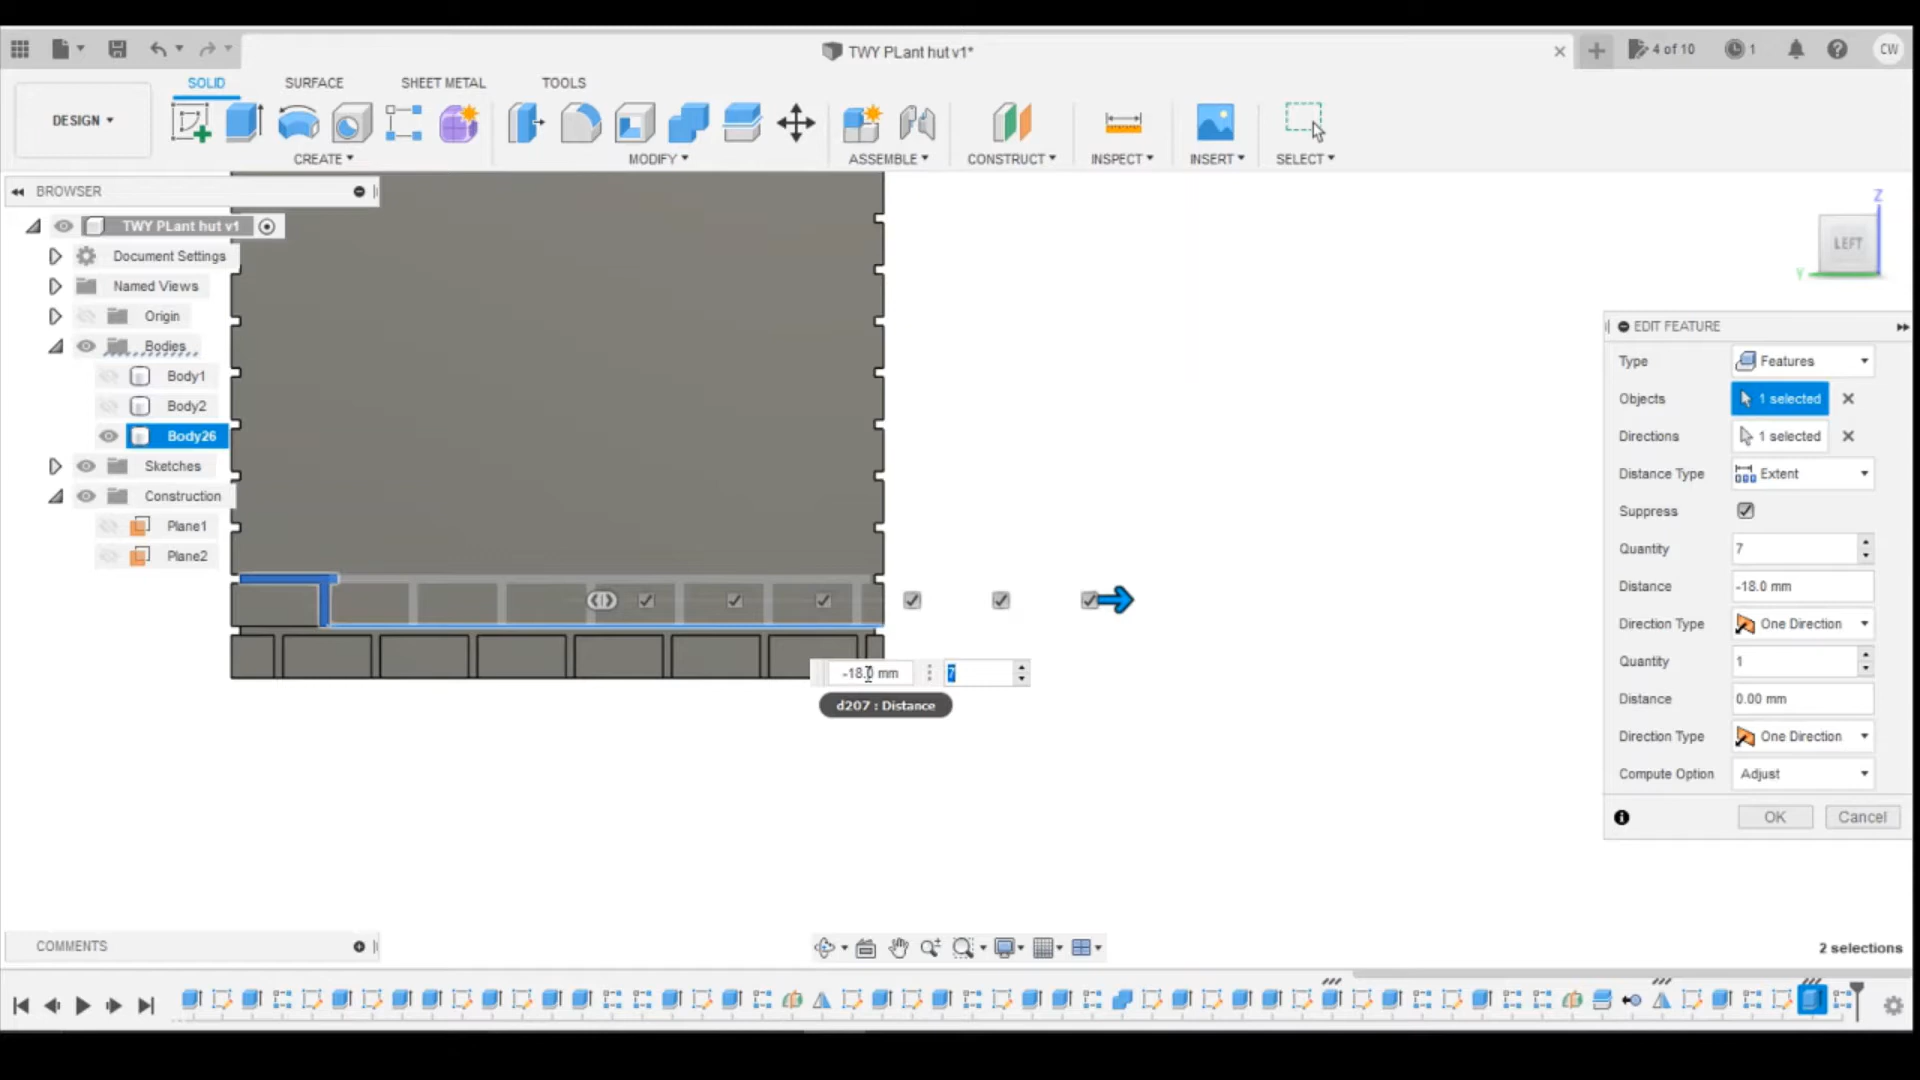 TWY PLant hut v1*
4 of 10
1
CW
DESIGN
SOLID
SURFACE
SHEET METAL
TOOLS
CREATE
MODIFY
ASSEMBLE
CONSTRUCT
INSPECT
INSERT
SELECT
BROWSER
TWY PLant hut v1
Document Settings
Named Views
Origin
Bodies
Body1
Body2
Body26
Sketches
Construction
Plane1
Plane2
Z
LEFT
Y
EDIT FEATURE
Type Features
Objects 1 selected
Directions 1 selected
Distance Type Extent
Suppress
Quantity 7
Distance -18.0 mm
Direction Type One Direction
Quantity 1
Distance 0.00 mm
Direction Type One Direction
Compute Option Adjust
OK Cancel
-18.0 mm 7
d207 : Distance
COMMENTS
2 selections